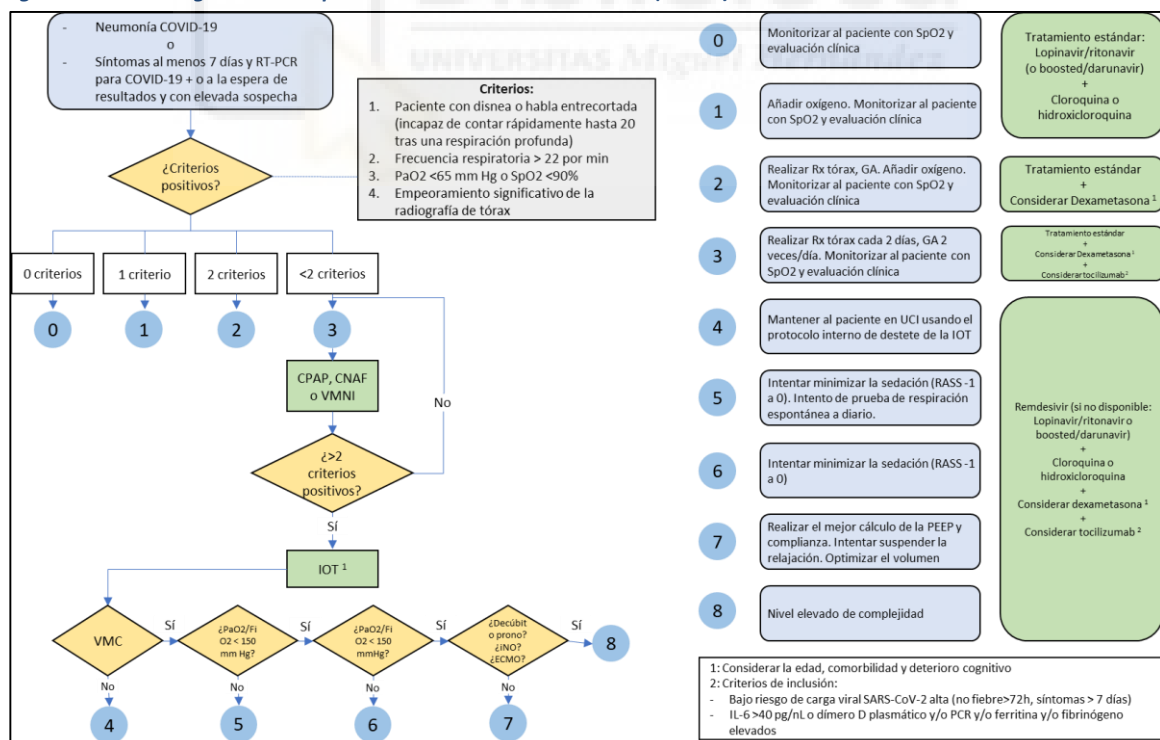 UNIVERSITAS Miguel Hernández
- Neumonía COVID-19
o
- Síntomas al menos 7 días y RT-PCR
para COVID-19 + o a la espera de
resultados y con elevada sospecha
Criterios:
1. Paciente con disnea o habla entrecortada
(incapaz de contar rápidamente hasta 20
tras una respiración profunda)
2. Frecuencia respiratoria > 22 por min
3. PaO2 <65 mm Hg o SpO2 <90%
4. Empeoramiento significativo de la
radiografía de tórax
¿Criterios
positivos?
0 criterios
1 criterio
2 criterios
<2 criterios
0
1
2
3
CPAP, CNAF
o VMNI
No
¿>2
criterios
positivos?
Sí
IOT ¹
VMC
Sí
¿PaO2/Fi
O2 < 150
mm Hg?
Sí
¿PaO2/Fi
O2 < 150
mmHg?
Sí
¿Decúbit
o prono?
¿iNO?
¿ECMO?
Sí
8
No
No
No
No
4
5
6
7
0
Monitorizar al paciente con SpO2 y
evaluación clínica
1
Añadir oxígeno. Monitorizar al paciente
con SpO2 y evaluación clínica
Tratamiento estándar:
Lopinavir/ritonavir
(o boosted/darunavir)
+
Cloroquina o
hidroxicloroquina
2
Realizar Rx tórax, GA. Añadir oxígeno.
Monitorizar al paciente con SpO2 y
evaluación clínica
Tratamiento estándar
+
Considerar Dexametasona ¹
3
Realizar Rx tórax cada 2 días, GA 2
veces/día. Monitorizar al paciente con
SpO2 y evaluación clínica
Tratamiento estándar
+
Considerar Dexametasona ¹
+
Considerar tocilizumab ²
4
Mantener al paciente en UCI usando el
protocolo interno de destete de la IOT
5
Intentar minimizar la sedación (RASS -1
a 0). Intento de prueba de respiración
espontánea a diario.
6
Intentar minimizar la sedación (RASS -1
a 0)
7
Realizar el mejor cálculo de la PEEP y
complianza. Intentar suspender la
relajación. Optimizar el volumen
8
Nivel elevado de complejidad
Remdesivir (si no disponible:
Lopinavir/ritonavir o
boosted/darunavir)
+
Cloroquina o
hidroxicloroquina
+
Considerar dexametasona ¹
+
Considerar tocilizumab ²
1: Considerar la edad, comorbilidad y deterioro cognitivo
2: Criterios de inclusión:
- Bajo riesgo de carga viral SARS-CoV-2 alta (no fiebre>72h, síntomas > 7 días)
- IL-6 >40 pg/nL o dímero D plasmático y/o PCR y/o ferritina y/o fibrinógeno
elevados